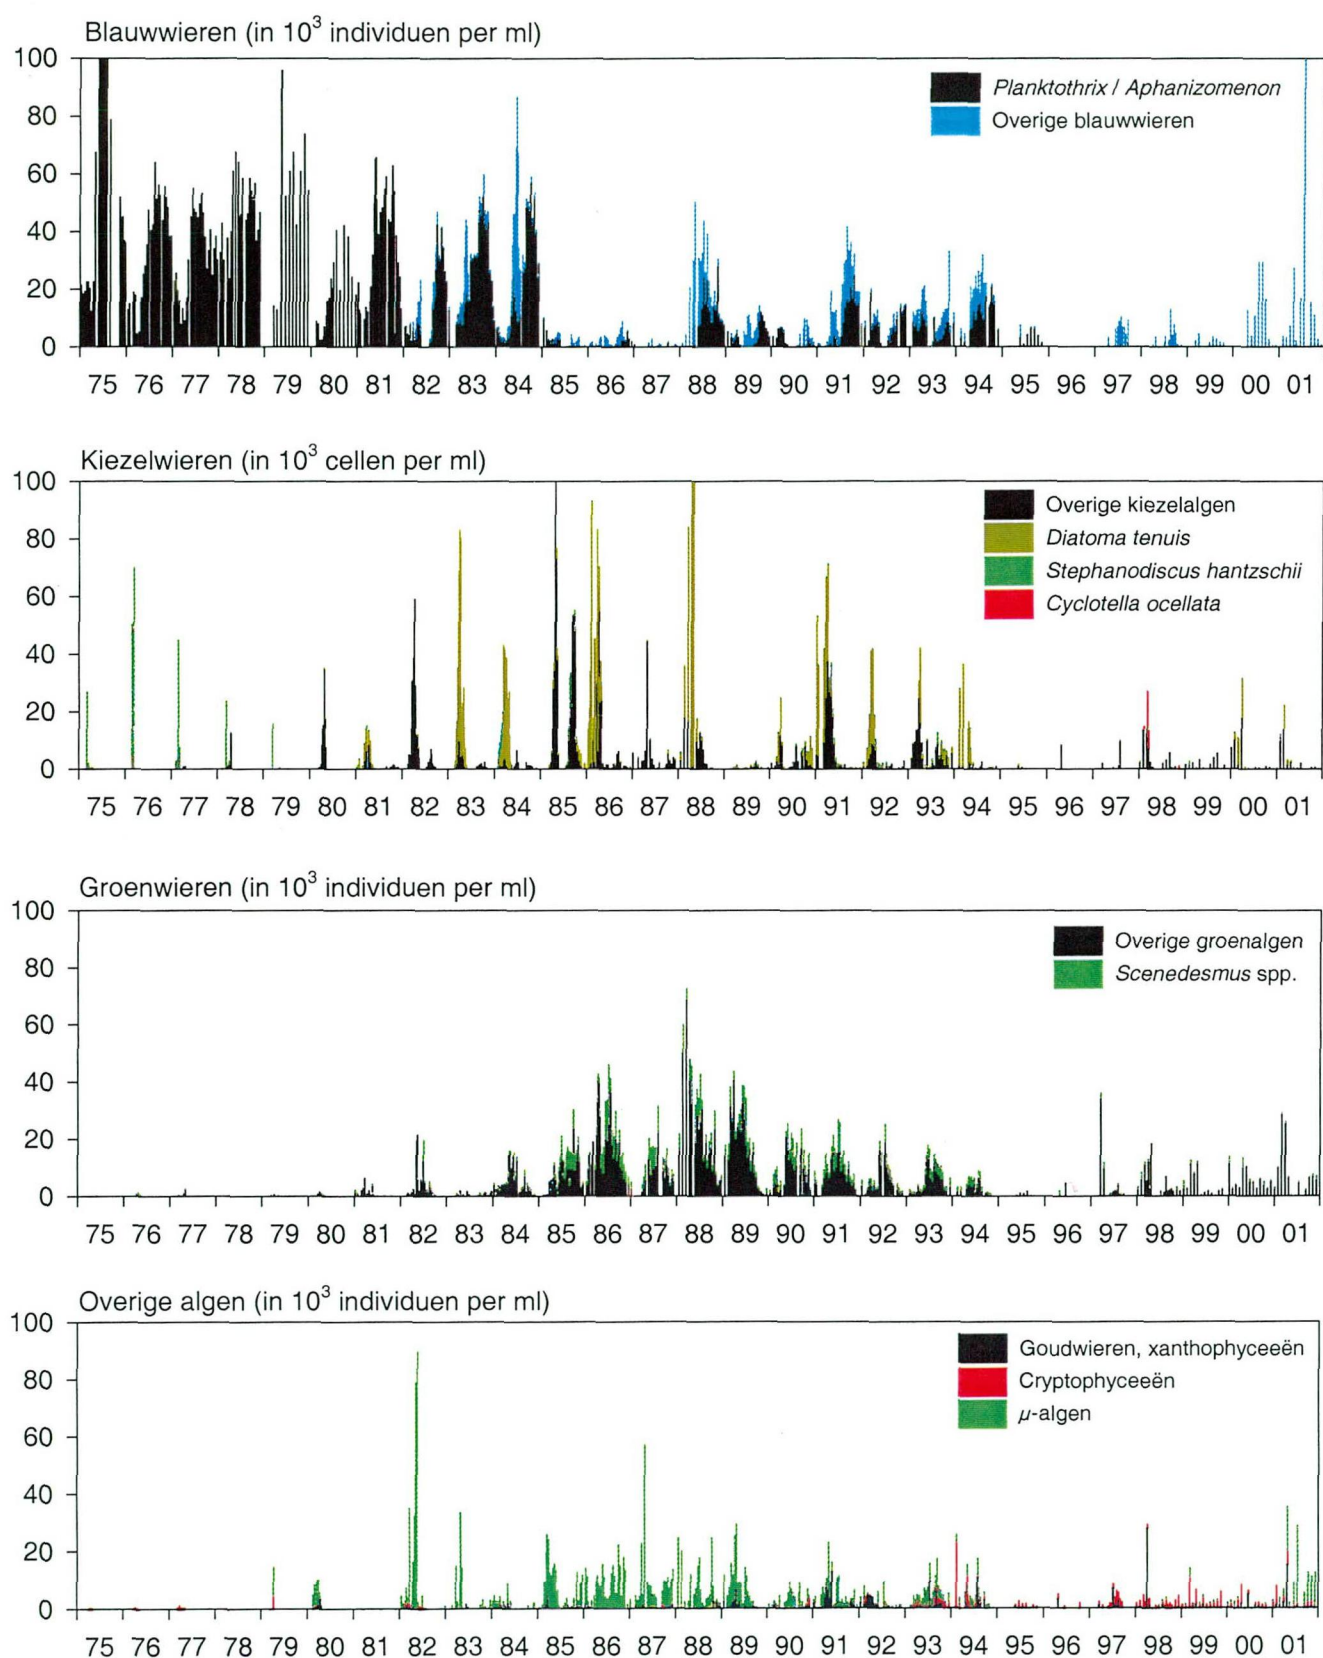 Blauwwieren (in 10³ individuen per ml)
100
80
60
40
20
0
Planktothrix / Aphanizomenon
Overige blauwwieren
75 76 77 78 79 80 81 82 83 84 85 86 87 88 89 90 91 92 93 94 95 96 97 98 99 00 01
Kiezelwieren (in 10³ cellen per ml)
100
80
60
40
20
0
Overige kiezelalgen
Diatoma tenuis
Stephanodiscus hantzschii
Cyclotella ocellata
75 76 77 78 79 80 81 82 83 84 85 86 87 88 89 90 91 92 93 94 95 96 97 98 99 00 01
Groenwieren (in 10³ individuen per ml)
100
80
60
40
20
0
Overige groenalgen
Scenedesmus spp.
75 76 77 78 79 80 81 82 83 84 85 86 87 88 89 90 91 92 93 94 95 96 97 98 99 00 01
Overige algen (in 10³ individuen per ml)
100
80
60
40
20
0
Goudwieren, xanthophyceeën
Cryptophyceeën
µ-algen
75 76 77 78 79 80 81 82 83 84 85 86 87 88 89 90 91 92 93 94 95 96 97 98 99 00 01